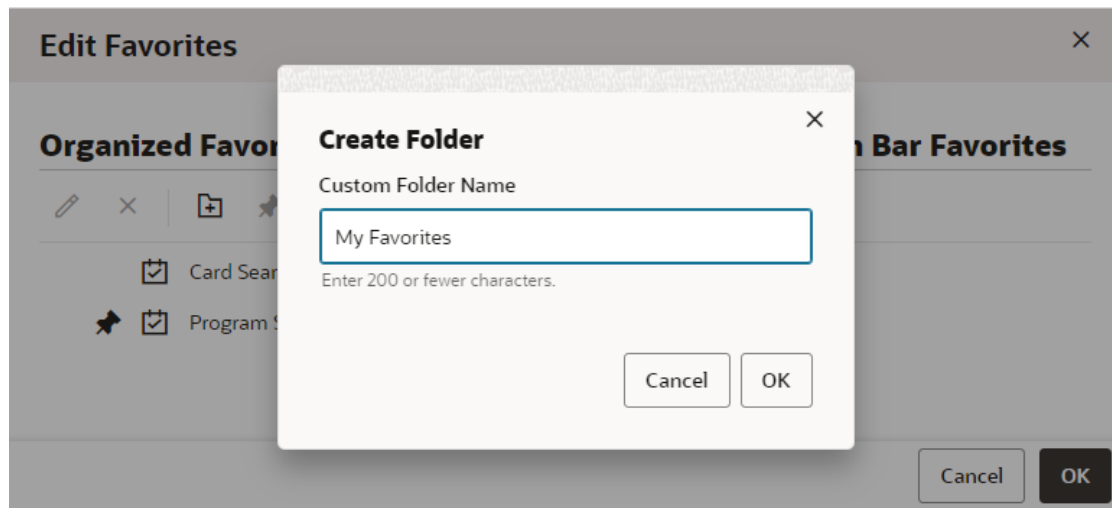 Edit Favorites
Create Folder
Organized Favor
n Bar Favorites
Custom Folder Name
My Favorites
Card Sear
Enter 200 or fewer characters.
Program S
Cancel OK
Cancel OK